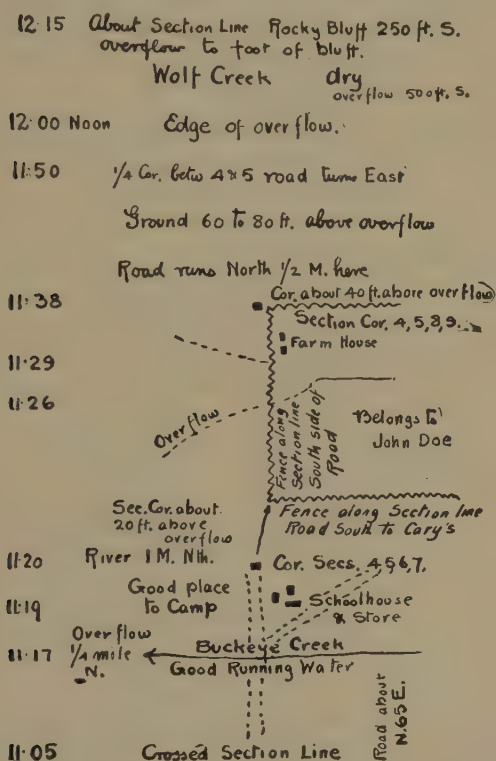 12.15 About Section Line Rocky Bluff 250 ft. S.
overflow to foot of bluff.
Wolf Creek dry
overflow 500 ft. S.
12.00 Noon Edge of overflow.
11.50 1/4 Cor. betw 4 & 5 road turns East
Ground 60 to 80 ft. above overflow
Road runs North 1/2 M. here
11.38 Cor. about 40 ft. above overflow
Section Cor. 4, 5, 8, 9.
Farm House
11.29
11.26
Overflow
Fence along
Section line
South side of
Road
Belongs to
John Doe
Sec. Cor. about
20 ft. above
overflow
Fence along Section line
Road South to Cary's
11.20 River 1 M. Nth. Cor. Secs. 4, 5, 6, 7.
11.19 Good place
to Camp
Schoolhouse
& Store
Overflow
11.17 1/4 mile
N.
Buckeye Creek
Good Running Water
Road about
N.65 E.
11.05 Crossed Section Line